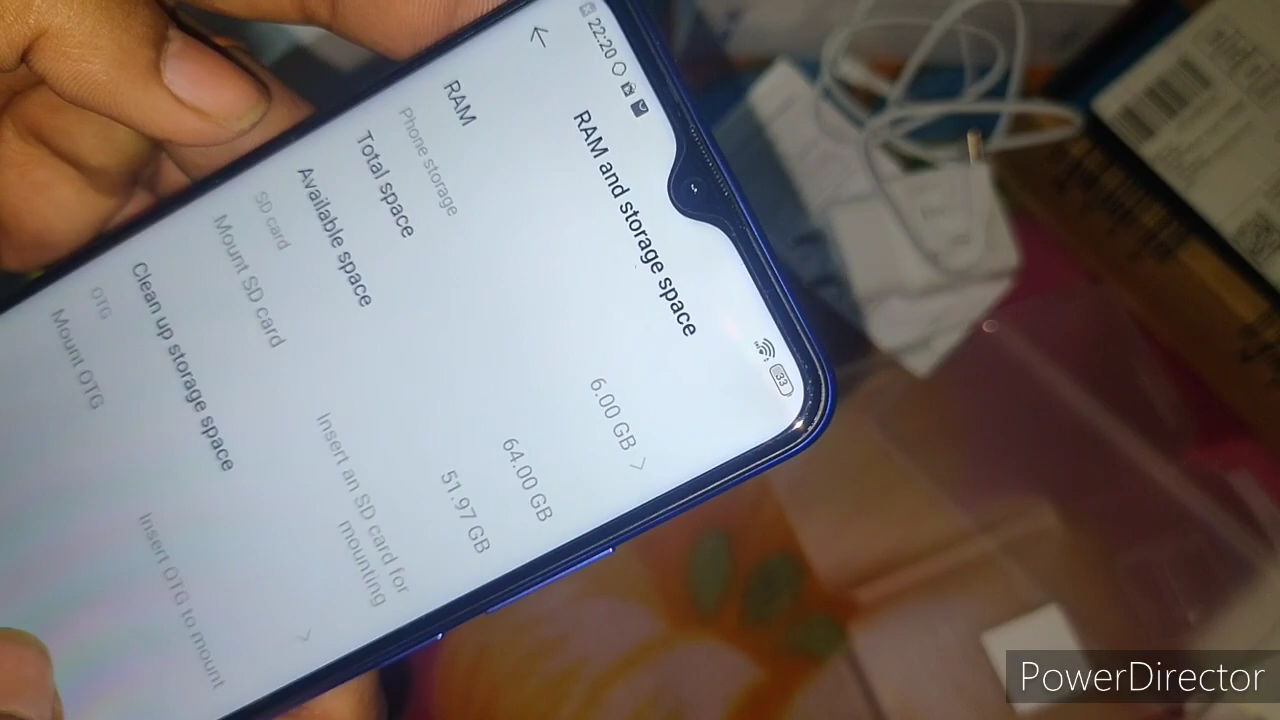 22:20
33
RAM and storage space
RAM
6.00 GB
Phone storage
Total space
64.00 GB
Available space
51.97 GB
SD card
Mount SD card
Insert an SD card for
mounting
Clean up storage space
OTG
Mount OTG
Insert OTG to mount
PowerDirector